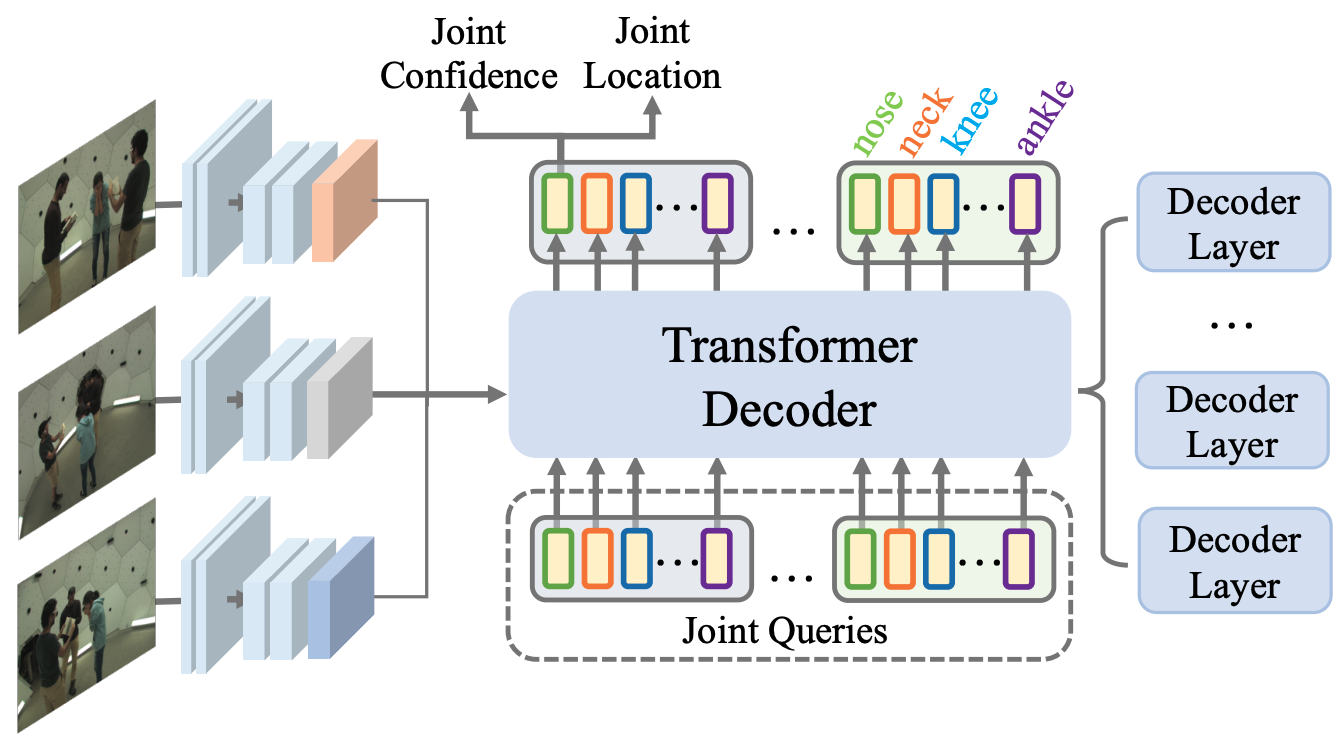 Joint
Confidence
Joint
Location
nose
neck
knee
ankle
...
...
...
Transformer
Decoder
Decoder
Layer
...
Decoder
Layer
Decoder
Layer
...
...
...
Joint Queries